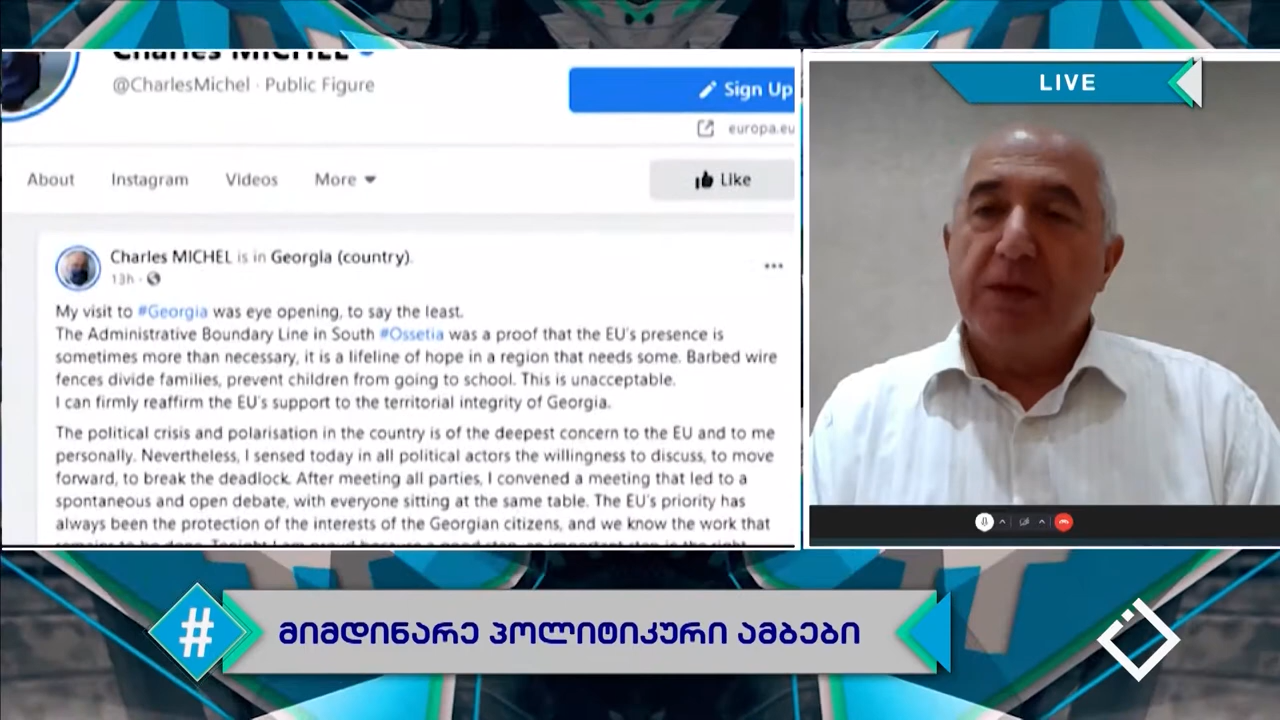 Charles MICHEL
@CharlesMichel · Public Figure
Sign Up
europa.eu
About Instagram Videos More
Like
Charles MICHEL is in Georgia (country).
13h ·
My visit to #Georgia was eye opening, to say the least.
The Administrative Boundary Line in South #Ossetia was a proof that the EU's presence is
sometimes more than necessary, it is a lifeline of hope in a region that needs some. Barbed wire
fences divide families, prevent children from going to school. This is unacceptable.
I can firmly reaffirm the EU's support to the territorial integrity of Georgia.
The political crisis and polarisation in the country is of the deepest concern to the EU and to me
personally. Nevertheless, I sensed today in all political actors the willingness to discuss, to move
forward, to break the deadlock. After meeting all parties, I convened a meeting that led to a
spontaneous and open debate, with everyone sitting at the same table. The EU's priority has
always been the protection of the interests of the Georgian citizens, and we know the work that
LIVE
# მიმდინარე პოლიტიკური ამბები